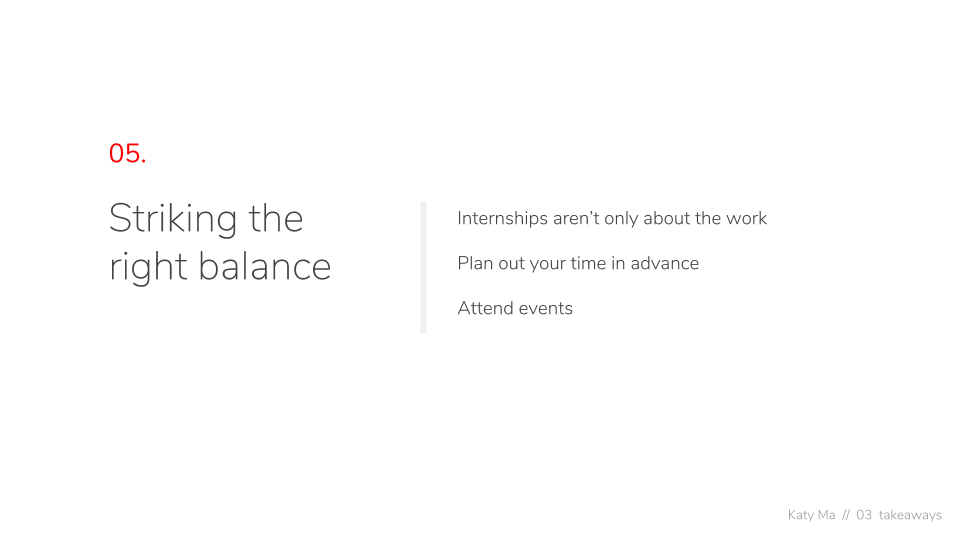 05.
Striking the
right balance
Internships aren’t only about the work
Plan out your time in advance
Attend events
Katy Ma // 03 takeaways